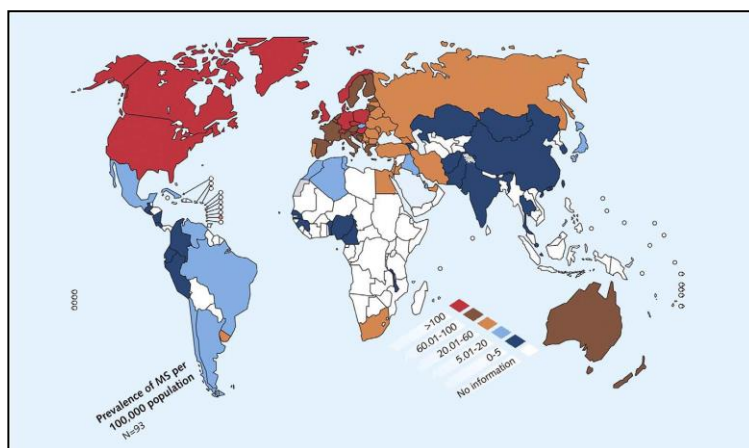 >100
60.01-100
20.01-60
5.01-20
0-5
No information
Prevalence of MS per
100,000 population
N=93